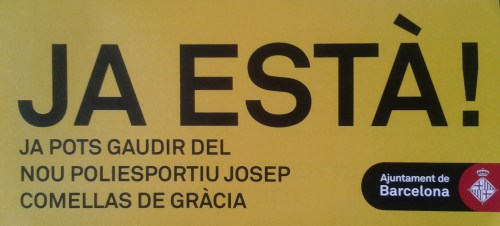 JA ESTÀ!
JA POTS GAUDIR DEL
NOU POLIESPORTIU JOSEP
COMELLAS DE GRÀCIA
Ajuntament de
Barcelona